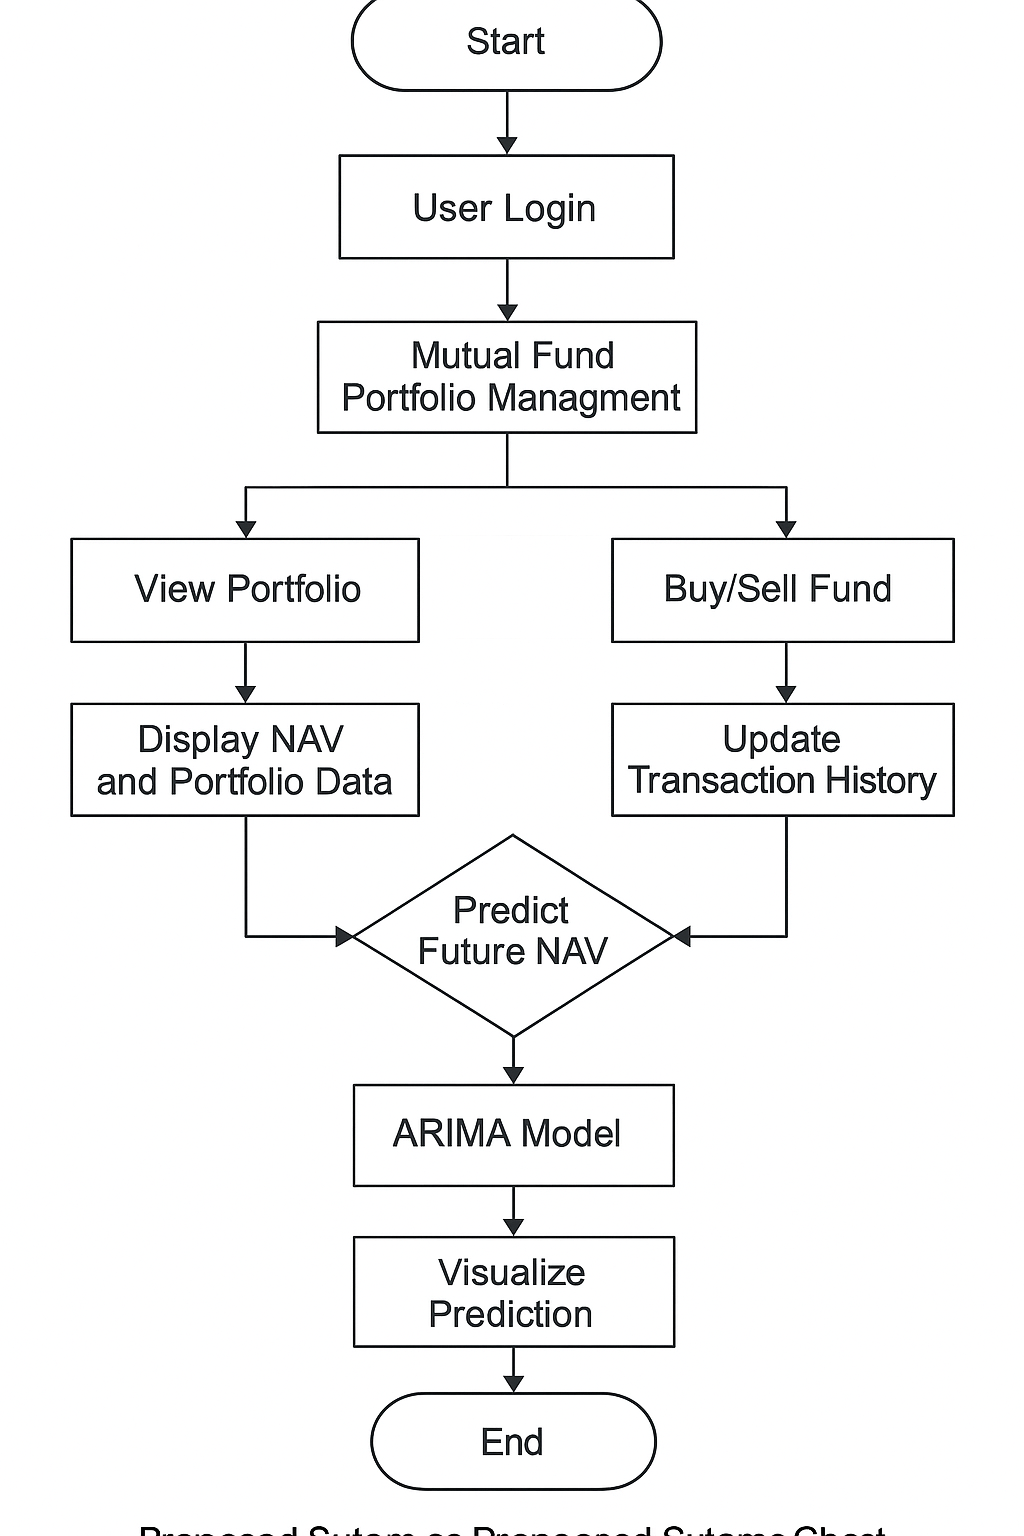 Start
User Login
Mutual Fund
Portfolio Managment
View Portfolio
Buy/Sell Fund
Display NAV
and Portfolio Data
Update
Transaction History
Predict
Future NAV
ARIMA Model
Visualize
Prediction
End